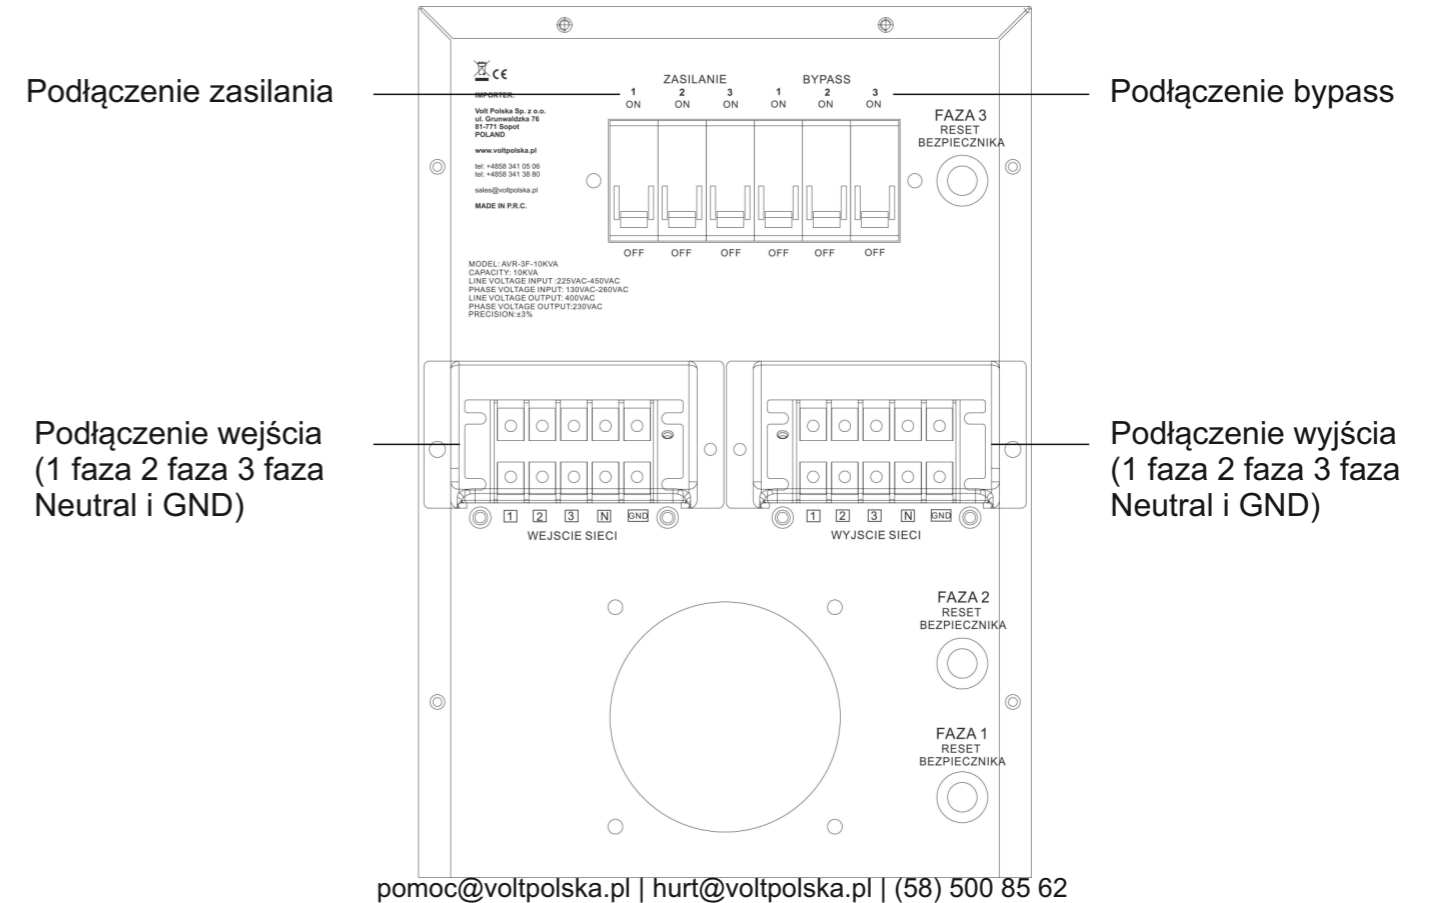 Podłączenie zasilania
Podłączenie bypass
CE
IMPORTER:
Volt Polska Sp. z o.o.
ul. Grunwaldzka 76
81-771 Sopot
POLAND
www.voltpolska.pl
tel: +4858 341 05 06
tel: +4858 341 38 80
sales@voltpolska.pl
MADE IN P.R.C.
ZASILANIE BYPASS
1 2 3 1 2 3
ON ON ON ON ON ON
OFF OFF OFF OFF OFF OFF
FAZA 3
RESET
BEZPIECZNIKA
MODEL: AVR-3F-10KVA
CAPACITY: 10KVA
LINE VOLTAGE INPUT :225VAC-450VAC
PHASE VOLTAGE INPUT: 130VAC-260VAC
LINE VOLTAGE OUTPUT: 400VAC
PHASE VOLTAGE OUTPUT:230VAC
PRECISION:±3%
Podłączenie wejścia
(1 faza 2 faza 3 faza
Neutral i GND)
1 2 3 N GND
WEJSCIE SIECI
1 2 3 N GND
WYJSCIE SIECI
Podłączenie wyjścia
(1 faza 2 faza 3 faza
Neutral i GND)
FAZA 2
RESET
BEZPIECZNIKA
FAZA 1
RESET
BEZPIECZNIKA
pomoc@voltpolska.pl | hurt@voltpolska.pl | (58) 500 85 62